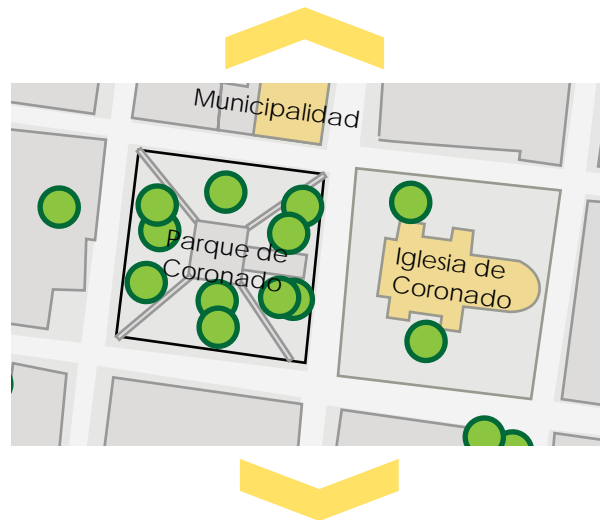 Municipalidad
Parque de
Coronado
Iglesia de
Coronado